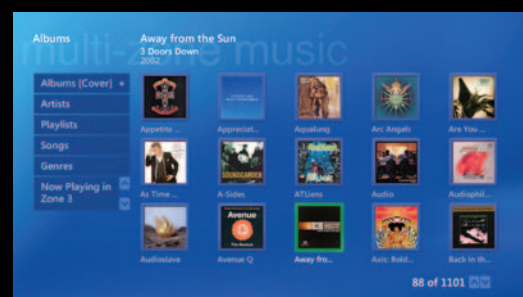 Albums
Away from the Sun
3 Doors Down
2002
multi-zone music
Albums (Cover)
Artists
Playlists
Songs
Genres
Now Playing in
Zone 3
Appetite ...
Appreciat...
Aqualung
Arc Angels
Are You ...
As Time ...
A-Sides
ATLiens
Audio
Audiophil...
SOUNDGARDEN
Avenue
Audioslave
Avenue Q
Away fro...
Axis: Bold...
Back in th...
88 of 1101